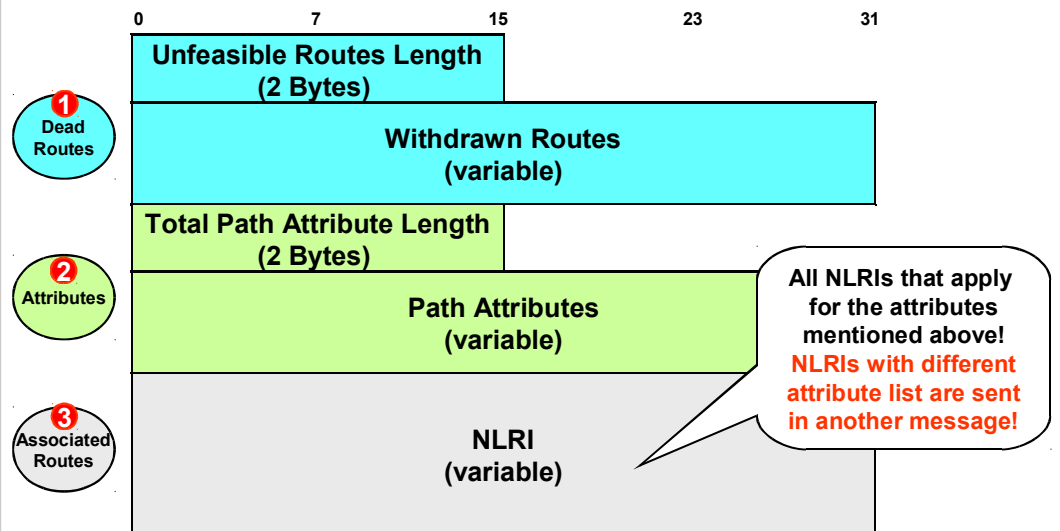 0 7 15 23 31
Unfeasible Routes Length
(2 Bytes)
1
Dead
Routes
Withdrawn Routes
(variable)
Total Path Attribute Length
(2 Bytes)
2
Attributes
Path Attributes
(variable)
All NLRIs that apply
for the attributes
mentioned above!
NLRIs with different
attribute list are sent
in another message!
3
Associated
Routes
NLRI
(variable)